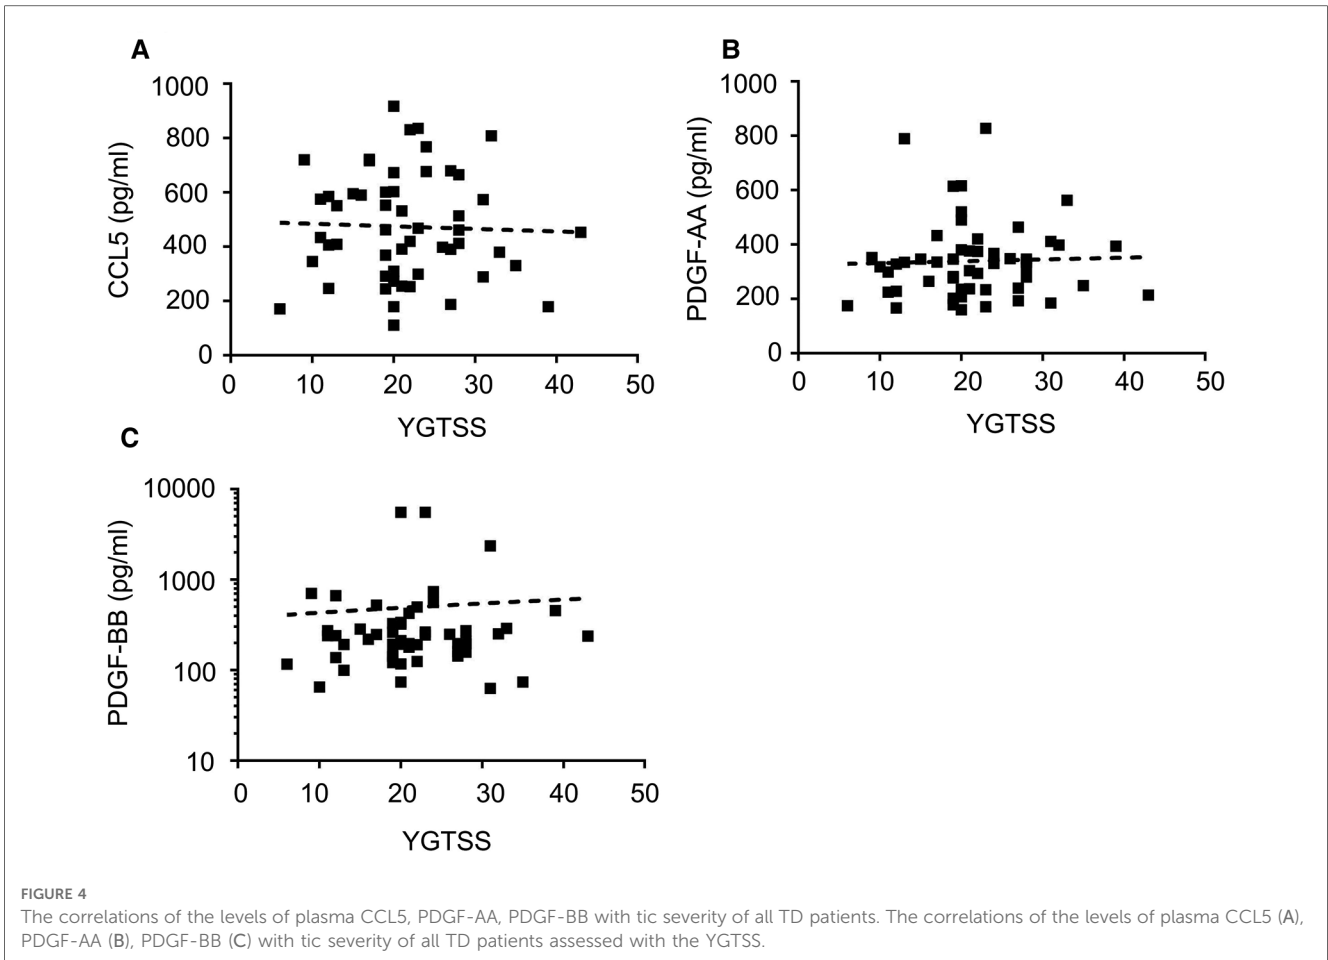 A
1000
800
600
400
200
0
CCL5 (pg/ml)
0 10 20 30 40 50
YGTSS
B
1000
800
600
400
200
0
PDGF-AA (pg/ml)
0 10 20 30 40 50
YGTSS
C
10000
1000
100
10
PDGF-BB (pg/ml)
0 10 20 30 40 50
YGTSS
FIGURE 4
The correlations of the levels of plasma CCL5, PDGF-AA, PDGF-BB with tic severity of all TD patients. The correlations of the levels of plasma CCL5 (A),
PDGF-AA (B), PDGF-BB (C) with tic severity of all TD patients assessed with the YGTSS.